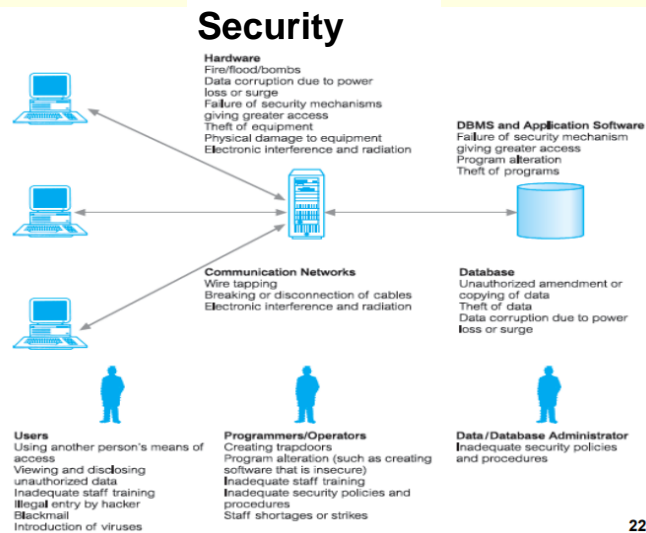 Security
Hardware
Fire/flood/bombs
Data corruption due to power
loss or surge
Failure of security mechanisms
giving greater access
Theft of equipment
Physical damage to equipment
Electronic interference and radiation
DBMS and Application Software
Failure of security mechanism
giving greater access
Program alteration
Theft of programs
Communication Networks
Wire tapping
Breaking or disconnection of cables
Electronic interference and radiation
Database
Unauthorized amendment or
copying of data
Theft of data
Data corruption due to power
loss or surge
Users
Using another person's means of
access
Viewing and disclosing
unauthorized data
Inadequate staff training
Illegal entry by hacker
Blackmail
Introduction of viruses
Programmers/Operators
Creating trapdoors
Program alteration (such as creating
software that is insecure)
Inadequate staff training
Inadequate security policies and
procedures
Staff shortages or strikes
Data/Database Administrator
Inadequate security policies
and procedures
22